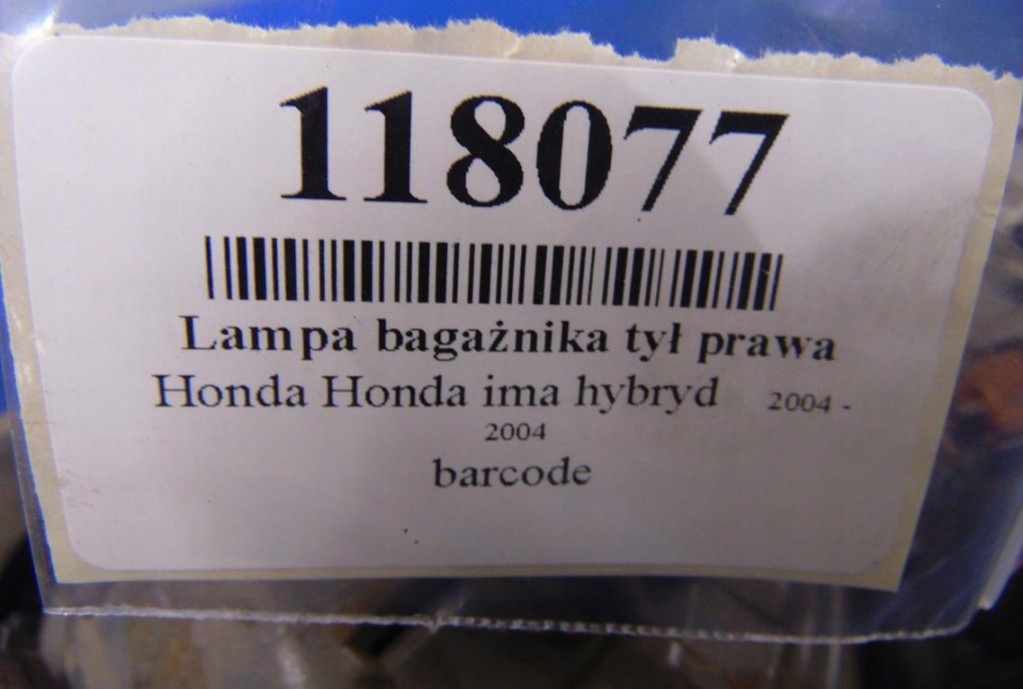 118077
Lampa bagażnika tył prawa
Honda Honda ima hybryd 2004 -
2004
barcode